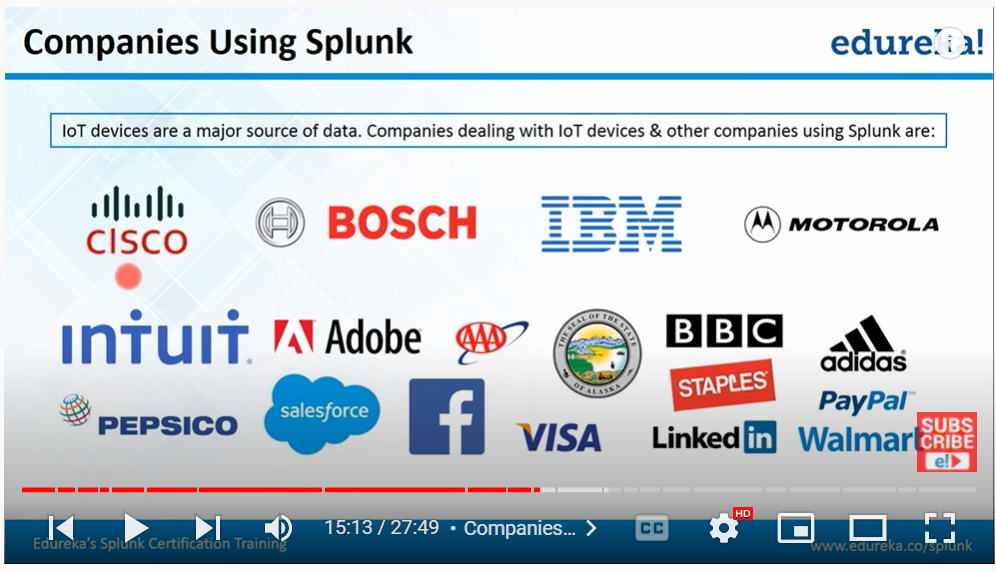 Companies Using Splunk
edureka!
IoT devices are a major source of data. Companies dealing with IoT devices & other companies using Splunk are:
CISCO
BOSCH
IBM
MOTOROLA
intuit.
Adobe
AAA
THE SEAL OF THE STATE
OF ALASKA
BBC
adidas
STAPLES
PEPSICO
salesforce
f
VISA
LinkedIn
PayPal™
Walmart
SUBS
CRIBE
e!
15:13 / 27:49 • Companies...
CC
HD
Edureka's Splunk Certification Training
www.edureka.co/splunk